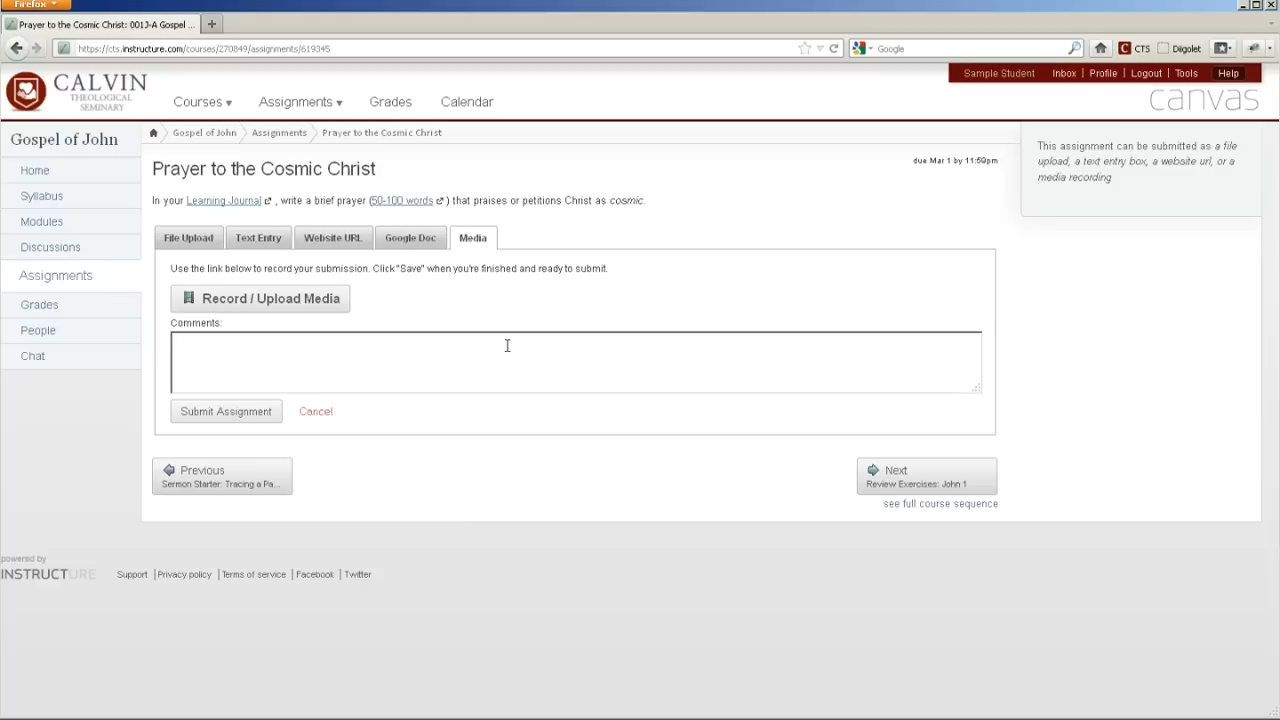 Firefox
Prayer to the Cosmic Christ: 001J-A Gospel ...
https://cts.instructure.com/courses/270849/assignments/619345
Google
CTS
Diigolet
CALVIN
THEOLOGICAL
SEMINARY
Courses
Assignments
Grades
Calendar
Sample Student
Inbox | Profile | Logout | Tools | Help
canvas
Gospel of John
Home
Syllabus
Modules
Discussions
Assignments
Grades
People
Chat
Gospel of John
Assignments
Prayer to the Cosmic Christ
Prayer to the Cosmic Christ
due Mar 1 by 11:59pm
In your Learning Journal , write a brief prayer (50-100 words ) that praises or petitions Christ as cosmic.
File Upload
Text Entry
Website URL
Google Doc
Media
Use the link below to record your submission. Click "Save" when you're finished and ready to submit.
Record / Upload Media
Comments:
Submit Assignment
Cancel
Previous
Sermon Starter: Tracing a Pa...
Next
Review Exercises: John 1
see full course sequence
This assignment can be submitted as a file
upload, a text entry box, a website url, or a
media recording
powered by
INSTRUCTURE
Support | Privacy policy | Terms of service | Facebook | Twitter